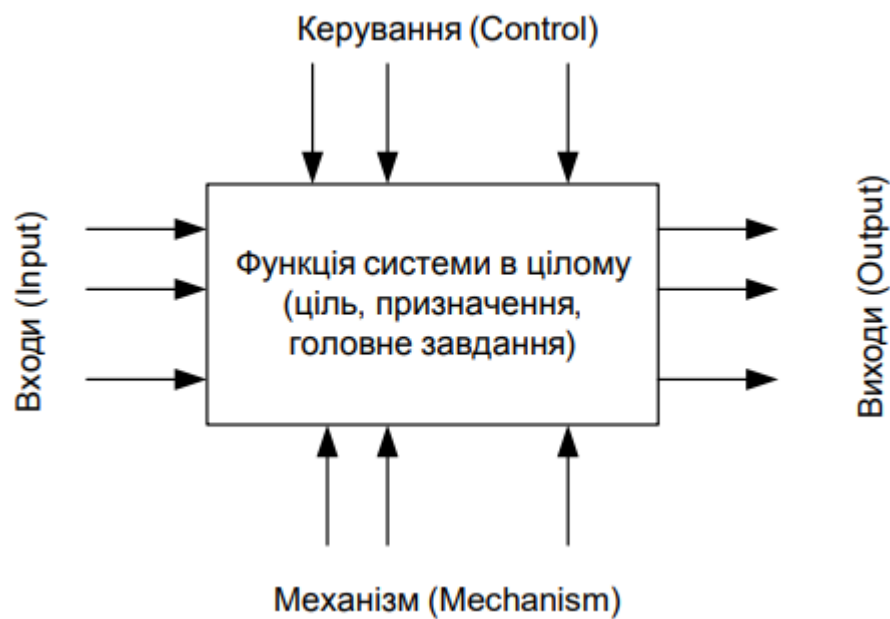 Керування (Control)
Входи (Input)
Функція системи в цілому
(ціль, призначення,
головне завдання)
Виходи (Output)
Механізм (Mechanism)